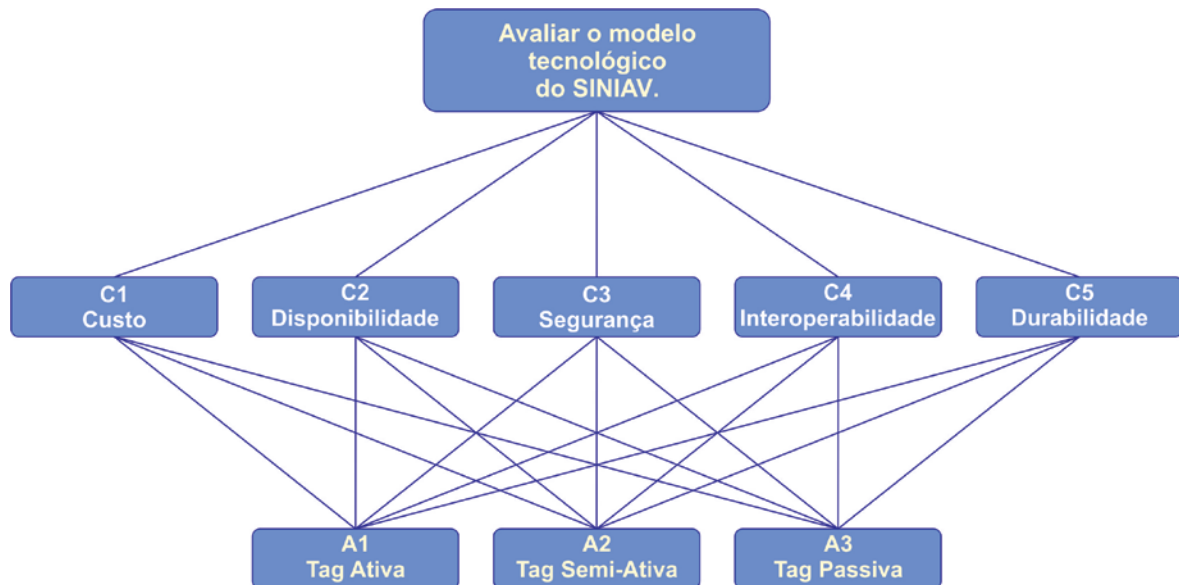 Avaliar o modelo
tecnológico
do SINIAV.
C1
Custo
C2
Disponibilidade
C3
Segurança
C4
Interoperabilidade
C5
Durabilidade
A1
Tag Ativa
A2
Tag Semi-Ativa
A3
Tag Passiva